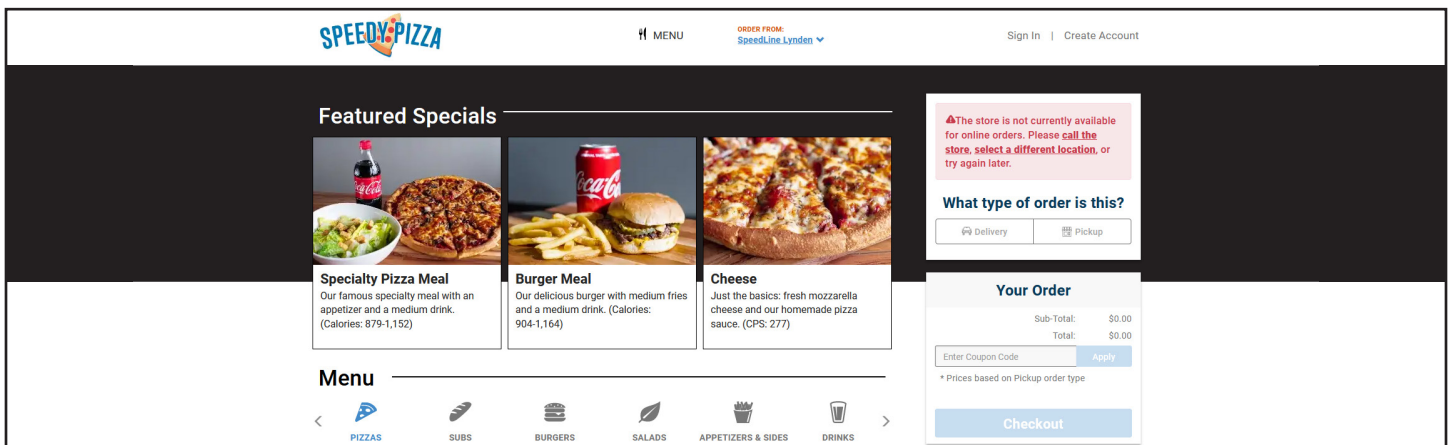 SPEEDY PIZZA
MENU
ORDER FROM:
SpeedLine Lynden
Sign In | Create Account
Featured Specials
Coca-Cola
Coca-Cola
Specialty Pizza Meal
Our famous specialty meal with an
appetizer and a medium drink.
(Calories: 879-1,152)
Burger Meal
Our delicious burger with medium fries
and a medium drink. (Calories:
904-1,164)
Cheese
Just the basics: fresh mozzarella
cheese and our homemade pizza
sauce. (CPS: 277)
The store is not currently available
for online orders. Please call the
store, select a different location, or
try again later.
What type of order is this?
Delivery
Pickup
Your Order
Sub-Total: $0.00
Total: $0.00
Enter Coupon Code
Apply
* Prices based on Pickup order type
Checkout
Menu
PIZZAS
SUBS
BURGERS
SALADS
APPETIZERS & SIDES
DRINKS